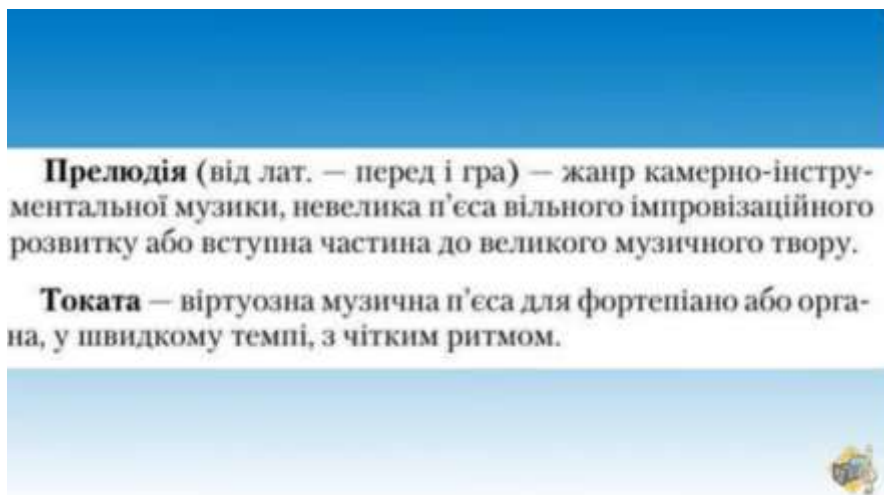 Прелюдія (від лат. — перед і гра) — жанр камерно-інстру-
ментальної музики, невелика п'єса вільного імпровізаційного
розвитку або вступна частина до великого музичного твору.
Токата — віртуозна музична п'єса для фортепіано або орга-
на, у швидкому темпі, з чітким ритмом.